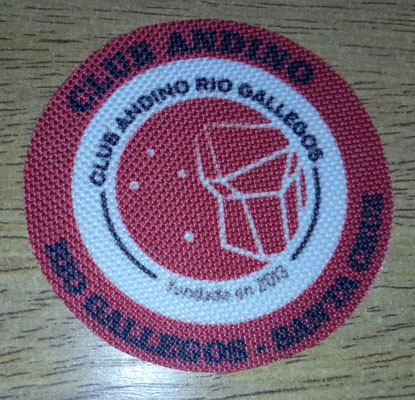 CLUB ANDINO
CLUB ANDINO RIO GALLEGOS
fundado en 2013
RIO GALLEGOS - SANTA CRUZ